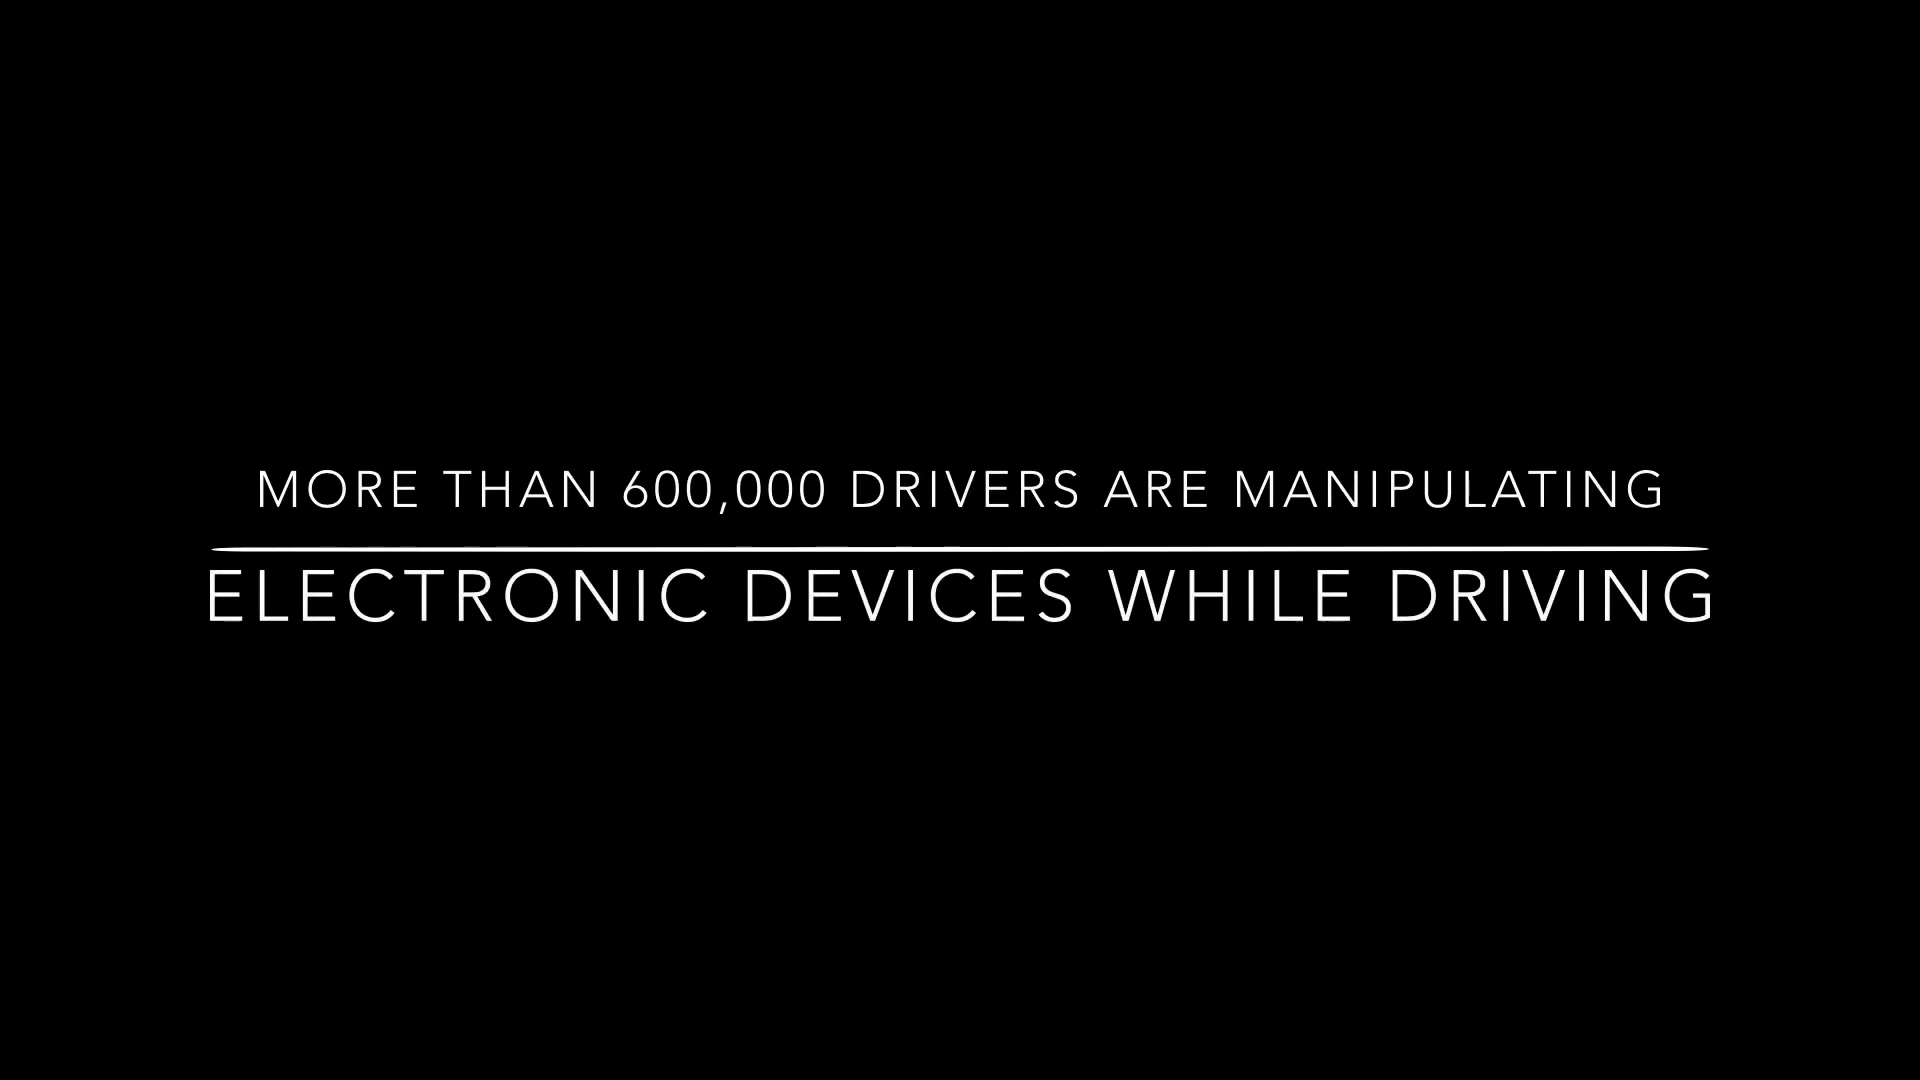 MORE THAN 600,000 DRIVERS ARE MANIPULATING
ELECTRONIC DEVICES WHILE DRIVING